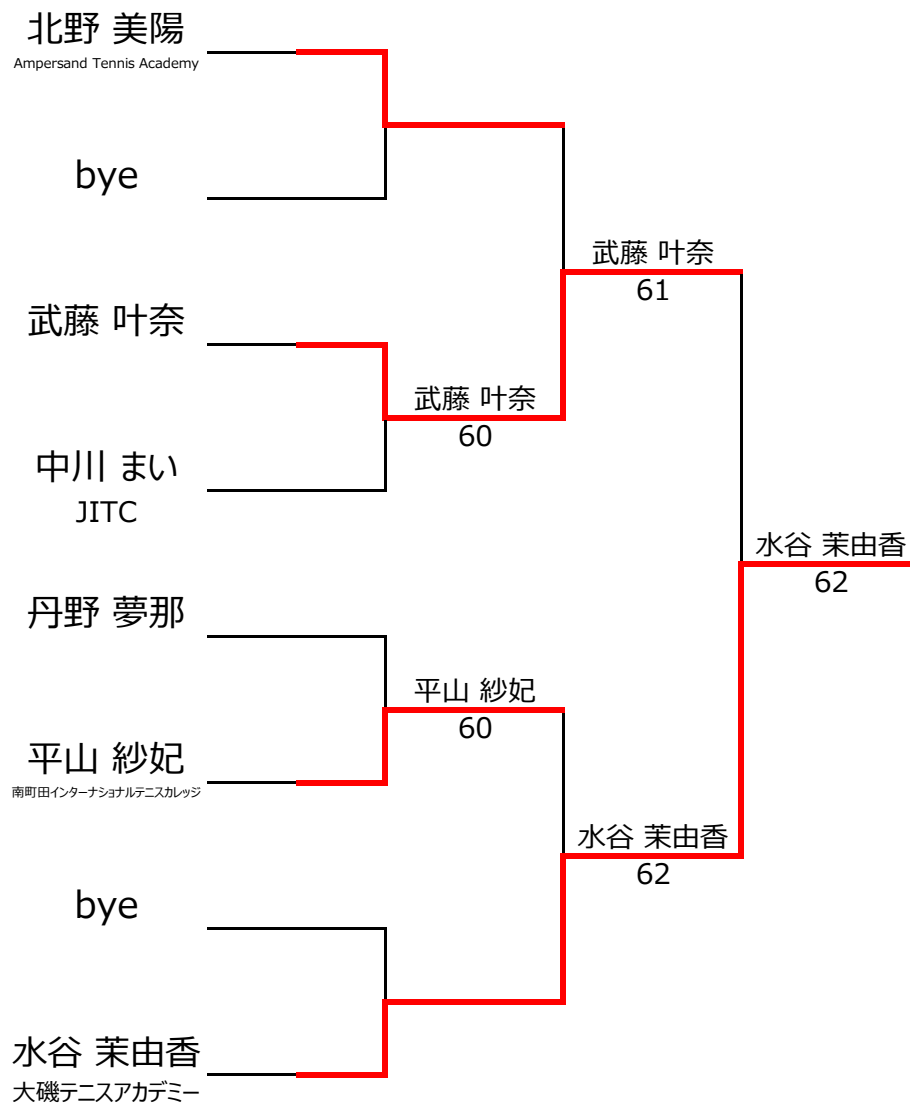 北野 美陽
Ampersand Tennis Academy
bye
武藤 叶奈
中川 まい
JITC
丹野 夢那
平山 紗妃
南町田インターナショナルテニスカレッジ
bye
水谷 茉由香
大磯テニスアカデミー
武藤 叶奈
60
平山 紗妃
60
武藤 叶奈
61
水谷 茉由香
62
水谷 茉由香
62